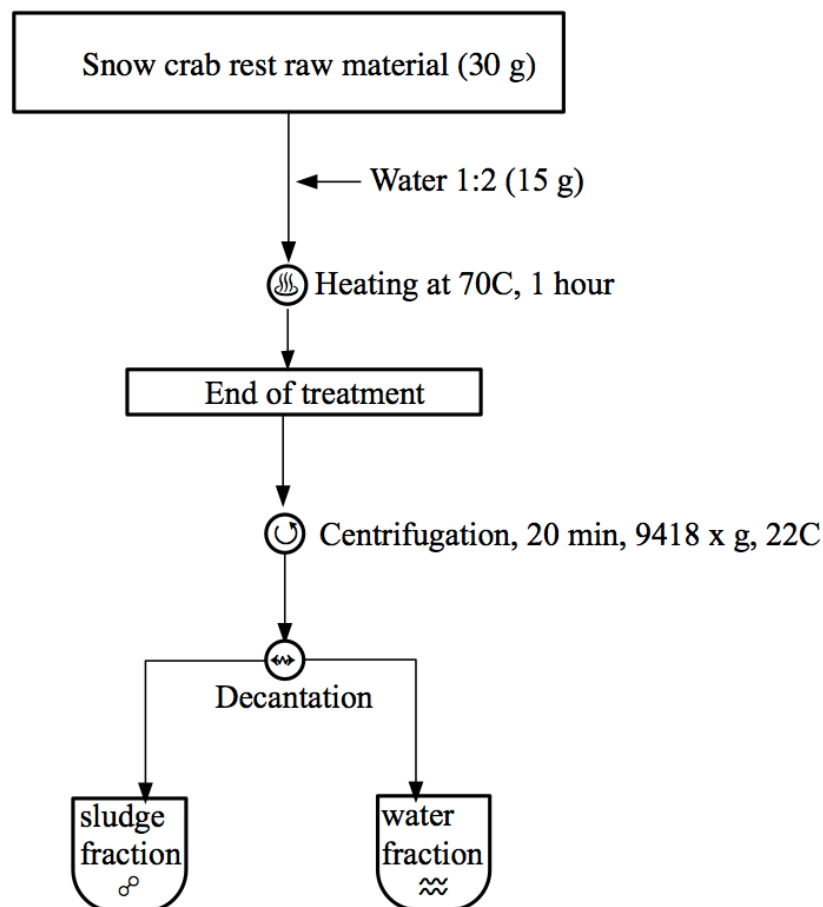 Snow crab rest raw material (30 g)
Water 1:2 (15 g)
Heating at 70C, 1 hour
End of treatment
Centrifugation, 20 min, 9418 x g, 22C
Decantation
sludge
fraction
water
fraction